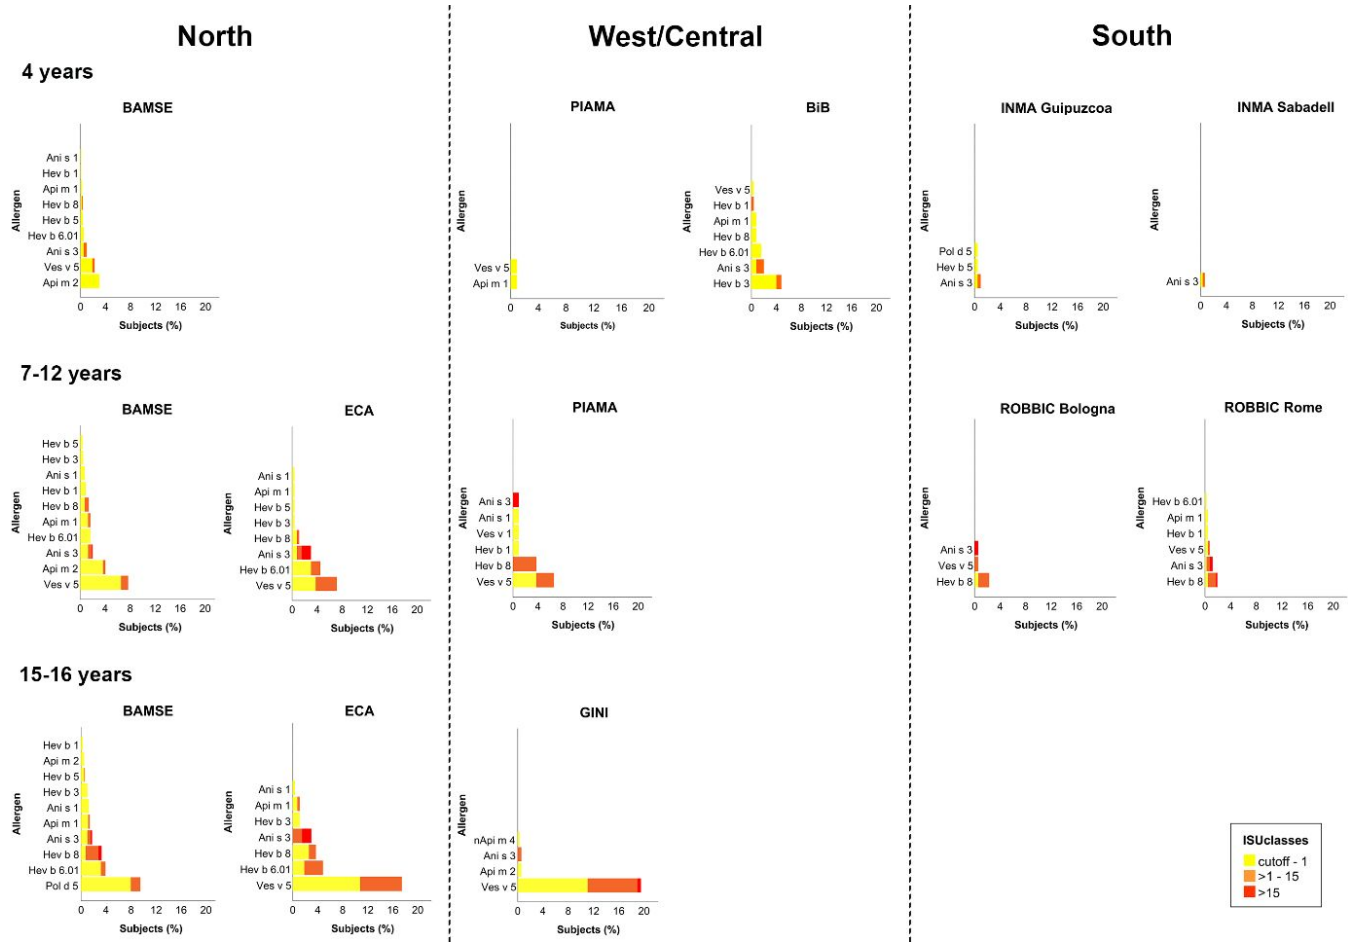 North
West/Central
South
4 years
BAMSE
Allergen
Ani s 1
Hev b 1
Api m 1
Hev b 8
Hev b 5
Hev b 6.01
Ani s 3
Ves v 5
Api m 2
0 4 8 12 16 20
Subjects (%)
PIAMA
Allergen
Ves v 5
Api m 1
0 4 8 12 16 20
Subjects (%)
BiB
Allergen
Ves v 5
Hev b 1
Api m 1
Hev b 8
Hev b 6.01
Ani s 3
Hev b 3
0 4 8 12 16 20
Subjects (%)
INMA Guipuzcoa
Allergen
Pol d 5
Hev b 5
Ani s 3
0 4 8 12 16 20
Subjects (%)
INMA Sabadell
Allergen
Ani s 3
0 4 8 12 16 20
Subjects (%)
7-12 years
BAMSE
Allergen
Hev b 5
Hev b 3
Ani s 1
Hev b 1
Hev b 8
Api m 1
Hev b 6.01
Ani s 3
Api m 2
Ves v 5
0 4 8 12 16 20
Subjects (%)
ECA
Allergen
Ani s 1
Api m 1
Hev b 5
Hev b 3
Hev b 8
Ani s 3
Hev b 6.01
Ves v 5
0 4 8 12 16 20
Subjects (%)
PIAMA
Allergen
Ani s 3
Ani s 1
Ves v 1
Hev b 1
Hev b 8
Ves v 5
0 4 8 12 16 20
Subjects (%)
ROBBIC Bologna
Allergen
Ani s 3
Ves v 5
Hev b 8
0 4 8 12 16 20
Subjects (%)
ROBBIC Rome
Allergen
Hev b 6.01
Api m 1
Hev b 1
Ves v 5
Ani s 3
Hev b 8
0 4 8 12 16 20
Subjects (%)
15-16 years
BAMSE
Allergen
Hev b 1
Api m 2
Hev b 5
Hev b 3
Ani s 1
Api m 1
Ani s 3
Hev b 8
Hev b 6.01
Pol d 5
0 4 8 12 16 20
Subjects (%)
ECA
Allergen
Ani s 1
Api m 1
Hev b 3
Ani s 3
Hev b 8
Hev b 6.01
Ves v 5
0 4 8 12 16 20
Subjects (%)
GINI
Allergen
nApi m 4
Ani s 3
Api m 2
Ves v 5
0 4 8 12 16 20
Subjects (%)
ISUclasses
cutoff - 1
>1 - 15
>15